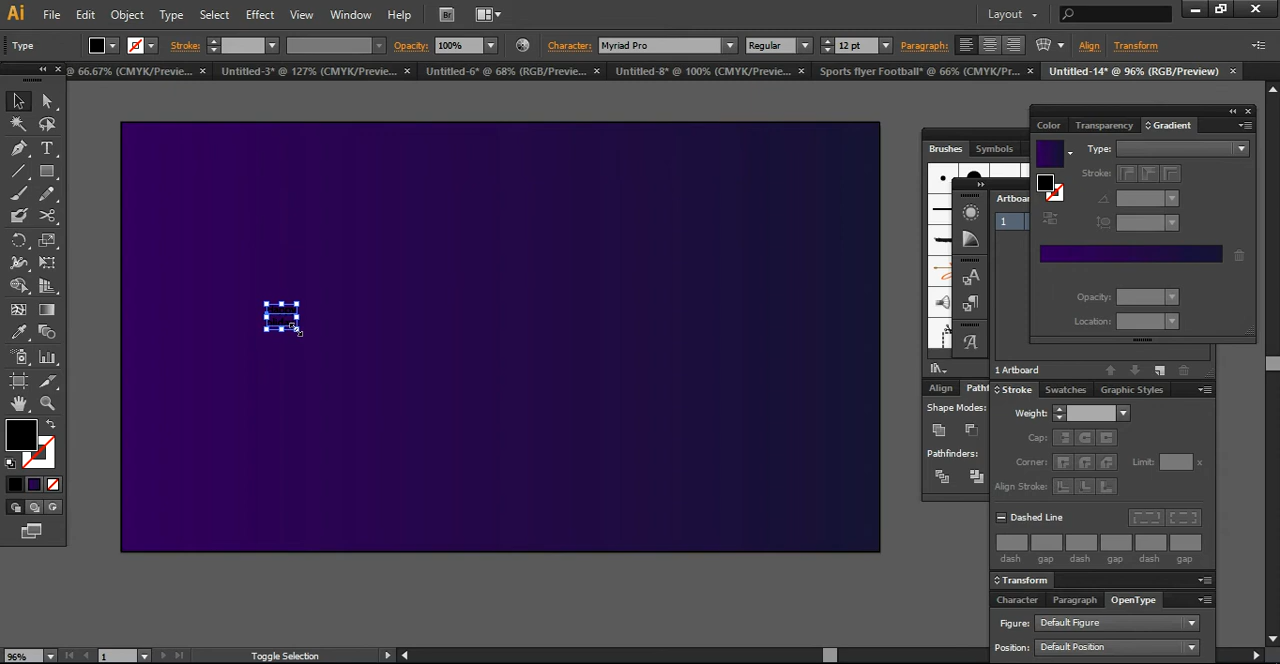 Ai File Edit Object Type Select Effect View Window Help Br Layout
Type Stroke: Opacity: 100% Character: Myriad Pro Regular 12 pt Paragraph: Align Transform
@ 66.67% (CMYK/Previe... × Untitled-3* @ 127% (CMYK/Previe... × Untitled-6* @ 68% (RGB/Preview) × Untitled-8* @ 100% (CMYK/Previe... × Sports flyer Football* @ 66% (CMYK/Pr... × Untitled-14* @ 96% (RGB/Preview) ×
Color Transparency Gradient
Brushes Symbols
Type:
Stroke:
Artboa
1
Opacity:
Location:
1 Artboard
Align Pathf
Stroke Swatches Graphic Styles
Shape Modes:
Weight:
Cap:
Pathfinders:
Corner: Limit: x
Align Stroke:
Dashed Line
dash gap dash gap dash gap
Transform
Character Paragraph OpenType
Figure: Default Figure
Position: Default Position
96% 1 Toggle Selection